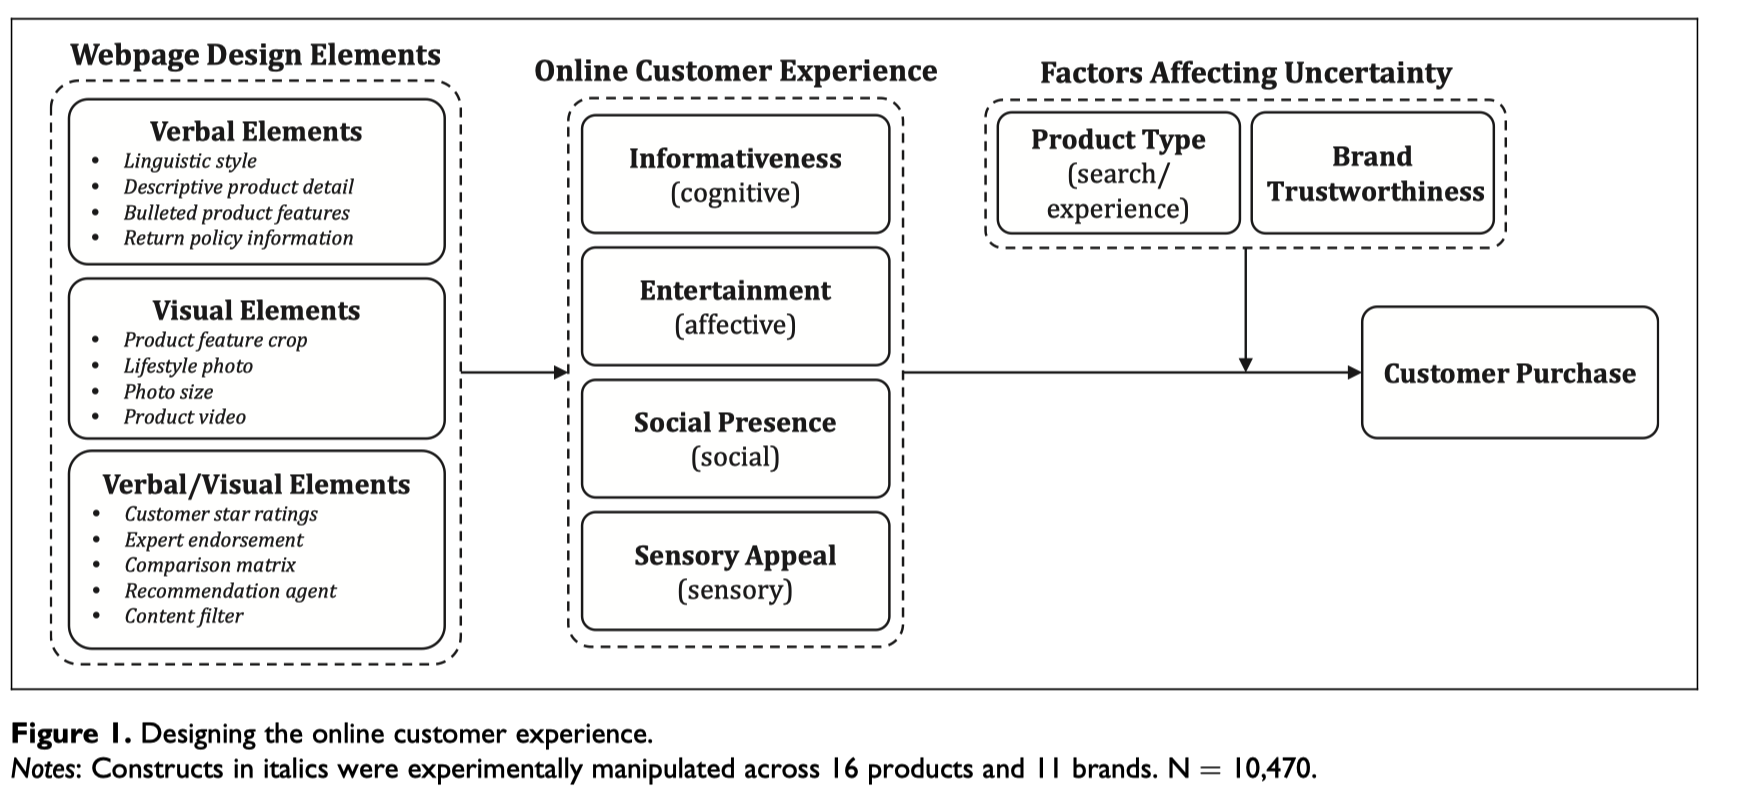 Webpage Design Elements
Verbal Elements
• Linguistic style
• Descriptive product detail
• Bulleted product features
• Return policy information
Visual Elements
• Product feature crop
• Lifestyle photo
• Photo size
• Product video
Verbal/Visual Elements
• Customer star ratings
• Expert endorsement
• Comparison matrix
• Recommendation agent
• Content filter
Online Customer Experience
Informativeness
(cognitive)
Entertainment
(affective)
Social Presence
(social)
Sensory Appeal
(sensory)
Factors Affecting Uncertainty
Product Type
(search/
experience)
Brand
Trustworthiness
Customer Purchase
Figure 1. Designing the online customer experience.
Notes: Constructs in italics were experimentally manipulated across 16 products and 11 brands. N = 10,470.